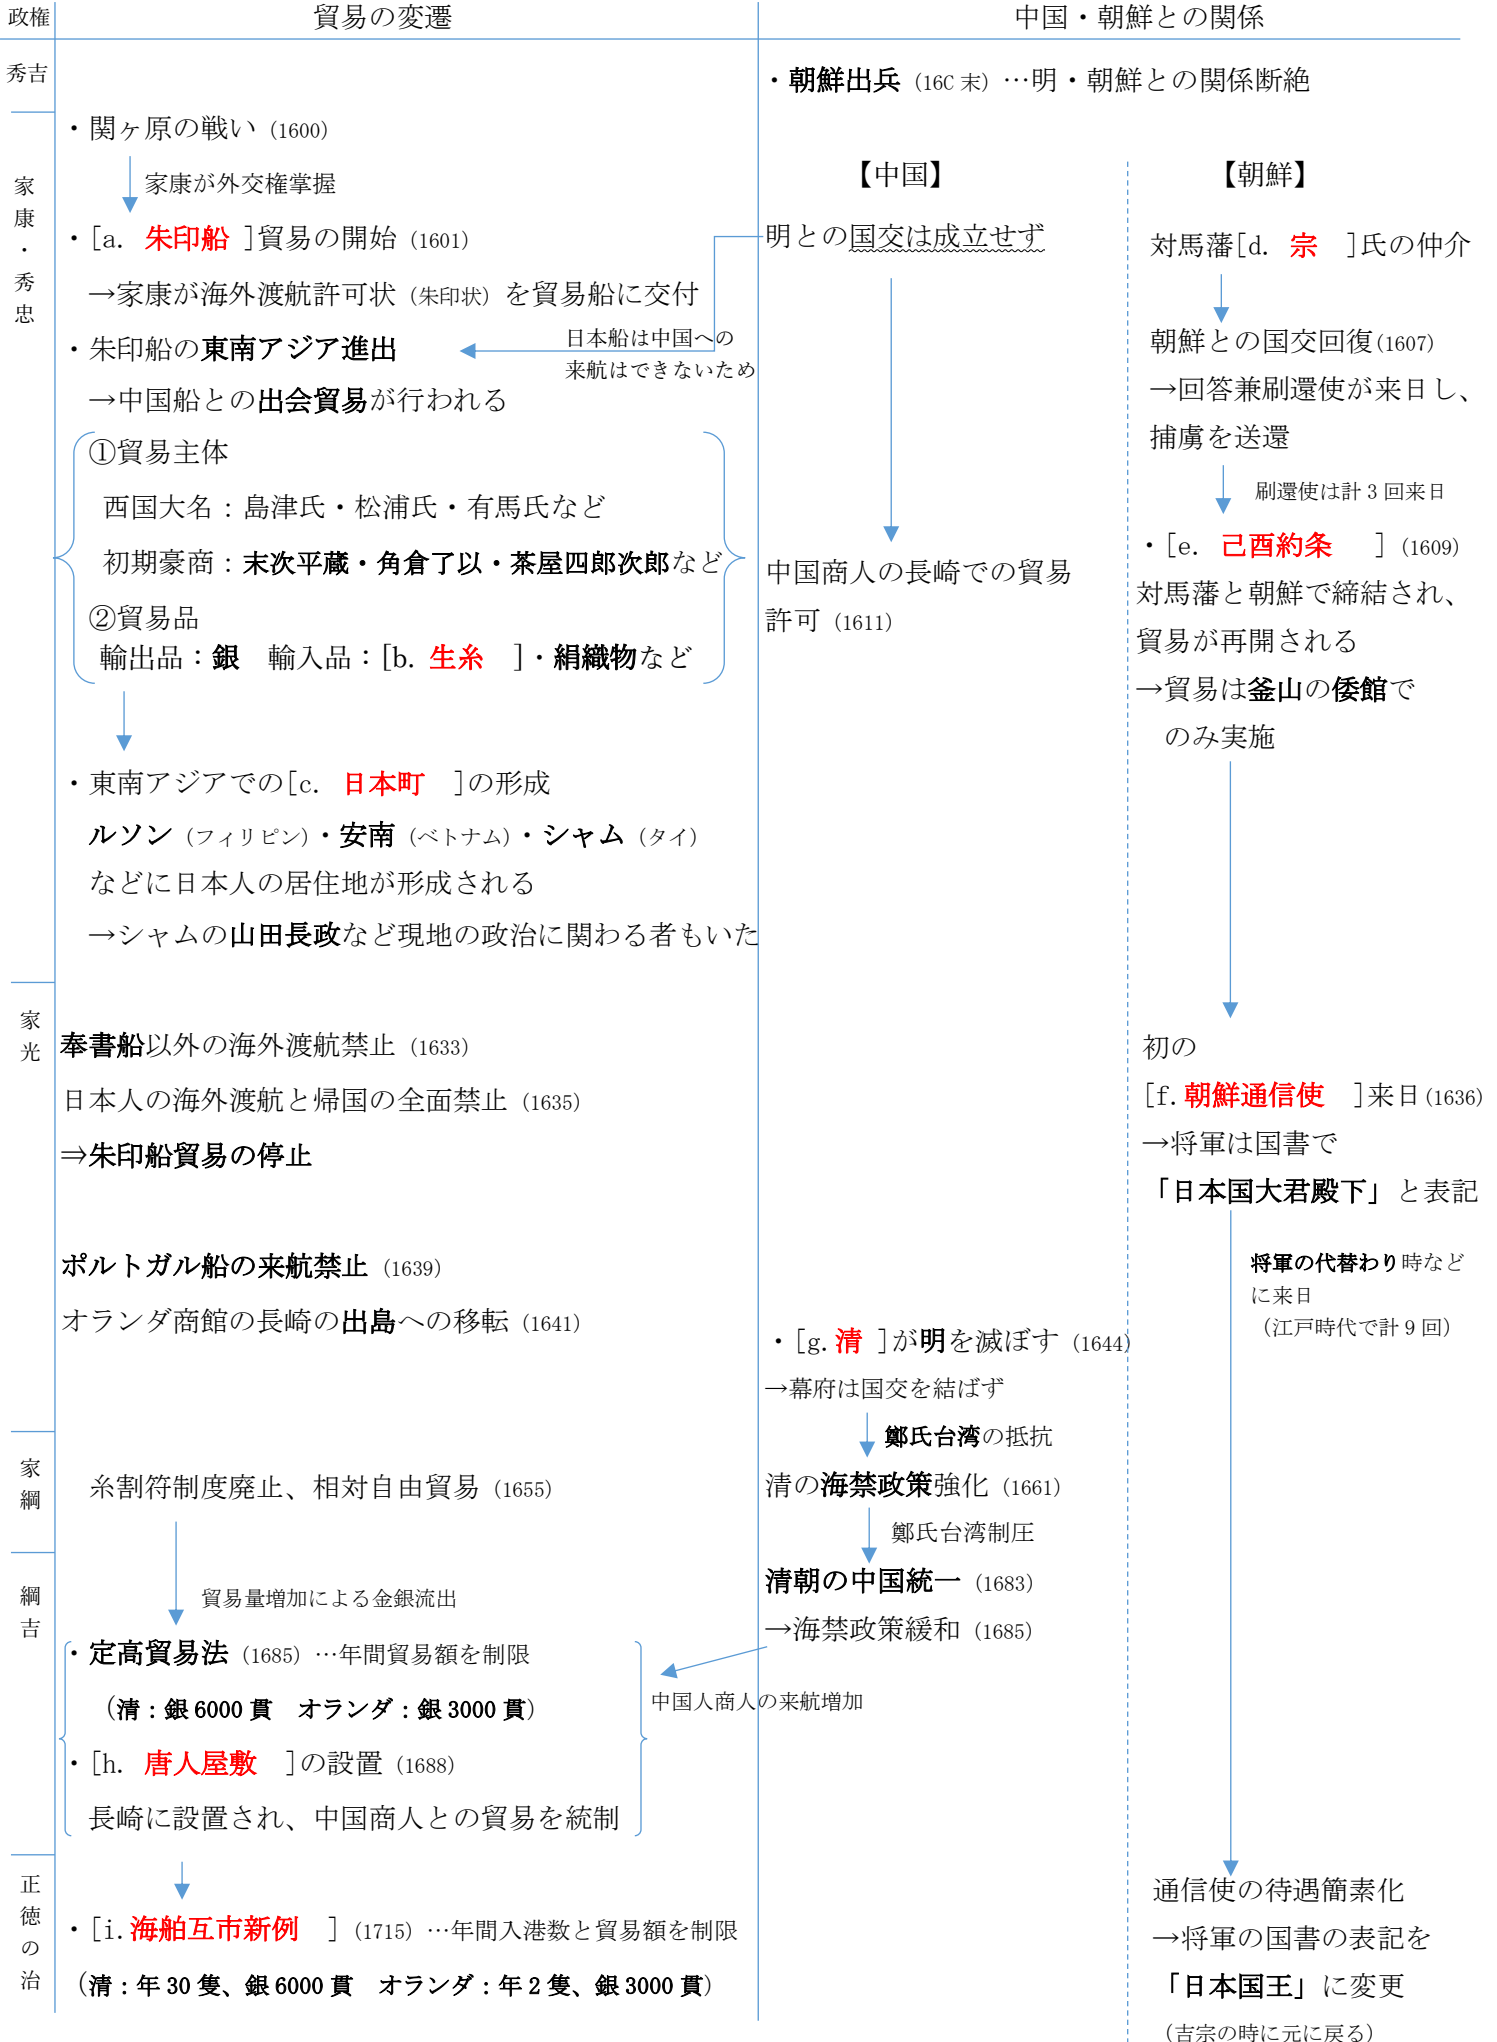 政権
貿易の変遷
中国・朝鮮との関係
秀吉
・朝鮮出兵（16C 末）…明・朝鮮との関係断絶
家康・秀忠
・関ヶ原の戦い（1600）
家康が外交権掌握
・[a. 朱印船 ]貿易の開始（1601）
→家康が海外渡航許可状（朱印状）を貿易船に交付
・朱印船の東南アジア進出
日本船は中国への
来航はできないため
→中国船との出会貿易が行われる
①貿易主体
西国大名：島津氏・松浦氏・有馬氏など
初期豪商：末次平蔵・角倉了以・茶屋四郎次郎など
②貿易品
輸出品：銀　輸入品：[b. 生糸 ]・絹織物など
・東南アジアでの[c. 日本町 ]の形成
ルソン（フィリピン）・安南（ベトナム）・シャム（タイ）
などに日本人の居住地が形成される
→シャムの山田長政など現地の政治に関わる者もいた
【中国】
明との国交は成立せず
中国商人の長崎での貿易
許可（1611）
【朝鮮】
対馬藩[d. 宗 ]氏の仲介
朝鮮との国交回復(1607)
→回答兼刷還使が来日し、
捕虜を送還
刷還使は計 3 回来日
・[e. 己酉約条 ]（1609）
対馬藩と朝鮮で締結され、
貿易が再開される
→貿易は釜山の倭館で
のみ実施
家光
奉書船以外の海外渡航禁止（1633）
日本人の海外渡航と帰国の全面禁止（1635）
⇒朱印船貿易の停止
ポルトガル船の来航禁止（1639）
オランダ商館の長崎の出島への移転（1641）
・[g. 清 ]が明を滅ぼす（1644）
→幕府は国交を結ばず
鄭氏台湾の抵抗
初の
[f. 朝鮮通信使 ]来日(1636)
→将軍は国書で
「日本国大君殿下」と表記
将軍の代替わり時など
に来日
（江戸時代で計 9 回）
家綱
糸割符制度廃止、相対自由貿易（1655）
清の海禁政策強化（1661）
鄭氏台湾制圧
綱吉
貿易量増加による金銀流出
・定高貿易法（1685）…年間貿易額を制限
（清：銀 6000 貫　オランダ：銀 3000 貫）
・[h. 唐人屋敷 ]の設置（1688）
長崎に設置され、中国商人との貿易を統制
清朝の中国統一（1683）
→海禁政策緩和（1685）
中国人商人の来航増加
正徳の治
・[i. 海舶互市新例 ]（1715）…年間入港数と貿易額を制限
（清：年 30 隻、銀 6000 貫　オランダ：年 2 隻、銀 3000 貫）
通信使の待遇簡素化
→将軍の国書の表記を
「日本国王」に変更
（吉宗の時に元に戻る）